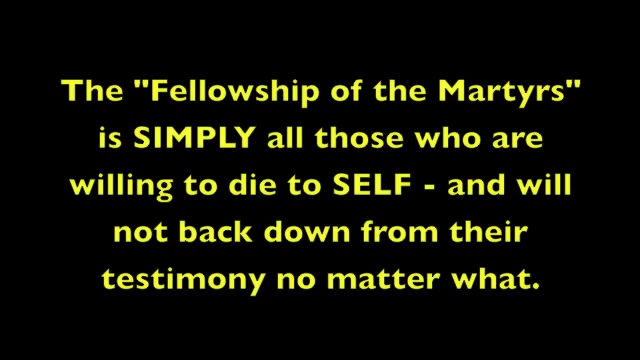 The "Fellowship of the Martyrs"
is SIMPLY all those who are
willing to die to SELF - and will
not back down from their
testimony no matter what.